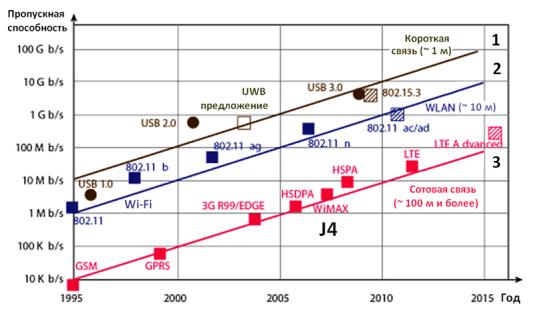 Пропускная
способность
100 G b/s
10 G b/s
1 G b/s
100 M b/s
10 M b/s
1 M b/s
100 K b/s
10 K b/s
Короткая
связь (~ 1 м)
1
2
USB 3.0
802.15.3
UWB
предложение
WLAN (~ 10 м)
USB 2.0
802.11 ac/ad
LTE A dvanced
802.11 ag
802.11 n
3
802.11 b
LTE
USB 1.0
HSPA
Wi-Fi
HSDPA
Сотовая связь
(~ 100 м и более)
802.11
3G R99/EDGE
WiMAX
J4
GSM
GPRS
1995
2000
2005
2010
2015
Год